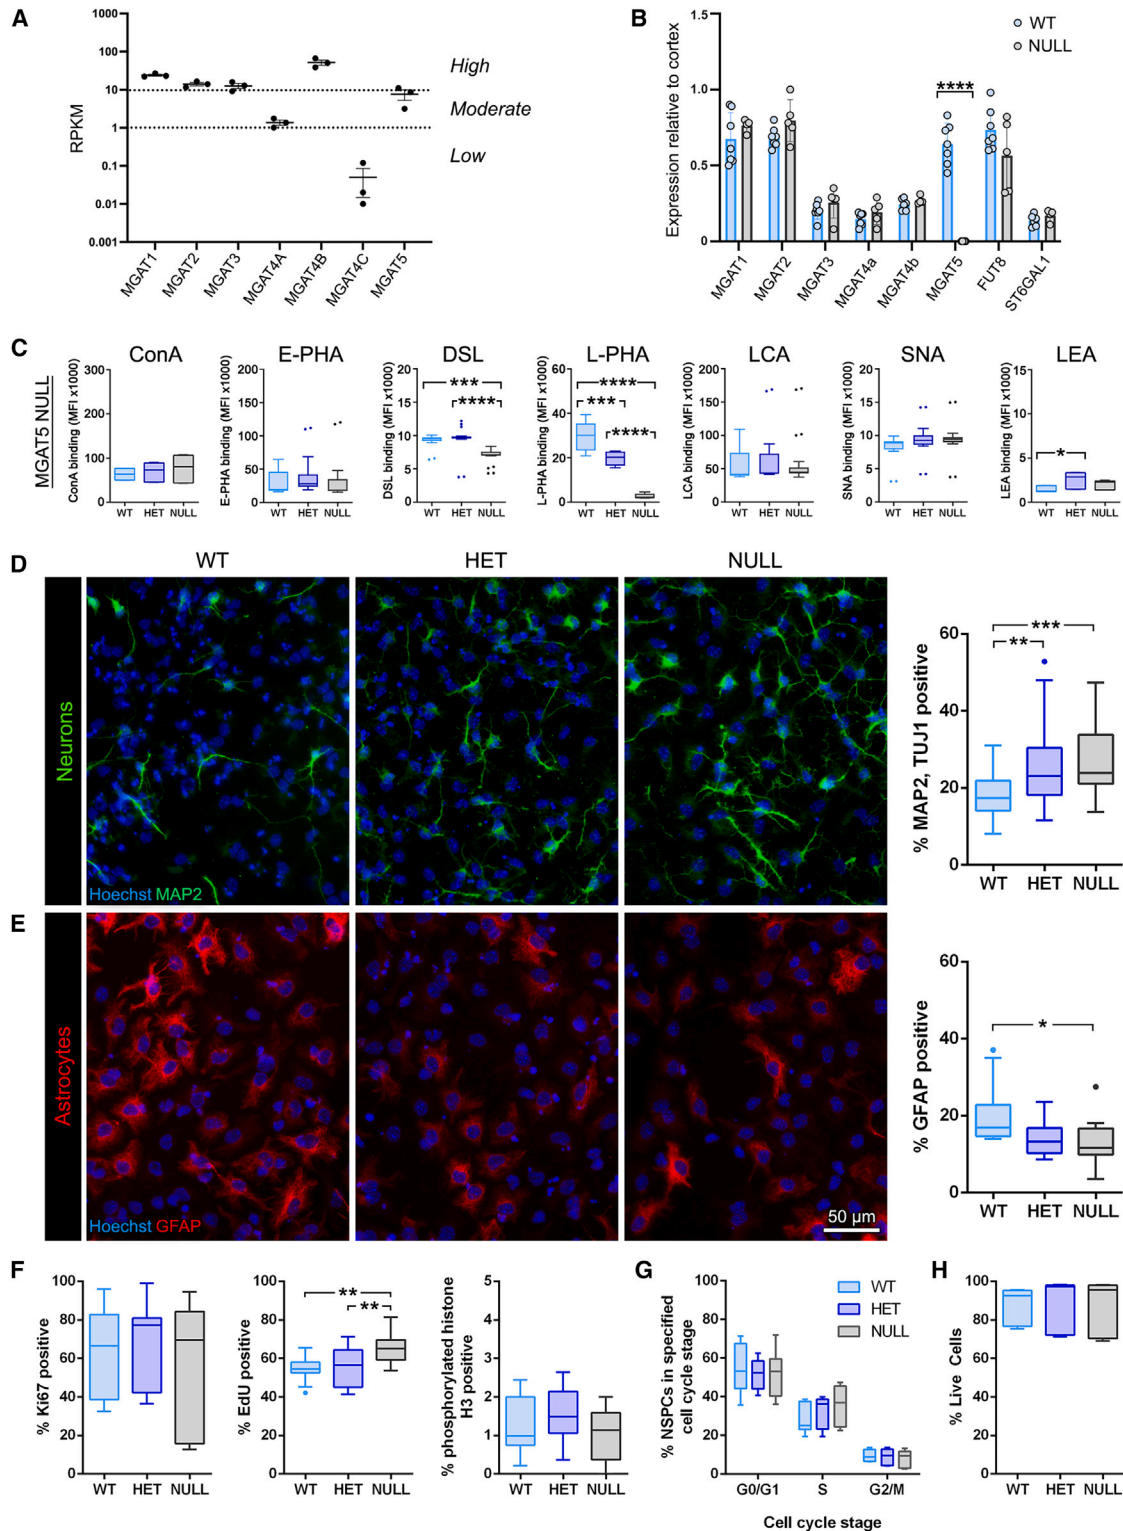 A
1000
100
10
1
0.1
0.01
0.001
RPKM
High
Moderate
Low
MGAT1
MGAT2
MGAT3
MGAT4A
MGAT4B
MGAT4C
MGAT5
B
1.5
1.0
0.5
0
Expression relative to cortex
WT
NULL
****
MGAT1
MGAT2
MGAT3
MGAT4a
MGAT4b
MGAT5
FUT8
ST6GAL1
C
MGAT5 NULL
ConA
ConA binding (MFI x1000)
300
200
100
0
WT HET NULL
E-PHA
E-PHA binding (MFI x1000)
200
150
100
50
0
WT HET NULL
DSL
DSL binding (MFI x1000)
20
15
10
5
0
***
****
WT HET NULL
L-PHA
L-PHA binding (MFI x1000)
60
40
20
0
****
***
****
WT HET NULL
LCA
LCA binding (MFI x1000)
200
150
100
50
0
WT HET NULL
SNA
SNA binding (MFI x1000)
20
15
10
5
0
WT HET NULL
LEA
LEA binding (MFI x1000)
15
10
5
0
*
WT HET NULL
D
WT
HET
NULL
Neurons
Hoechst MAP2
% MAP2, TUJ1 positive
60
40
20
0
***
**
WT HET NULL
E
Astrocytes
Hoechst GFAP
50 µm
% GFAP positive
60
40
20
0
*
WT HET NULL
F
% Ki67 positive
100
80
60
40
20
0
WT HET NULL
% EdU positive
100
80
60
40
20
0
**
**
WT HET NULL
% phosphorylated histone
H3 positive
5
4
3
2
1
0
WT HET NULL
G
% NSPCs in specified
cell cycle stage
100
80
60
40
20
0
WT
HET
NULL
G0/G1 S G2/M
Cell cycle stage
H
% Live Cells
100
80
60
40
20
0
WT HET NULL